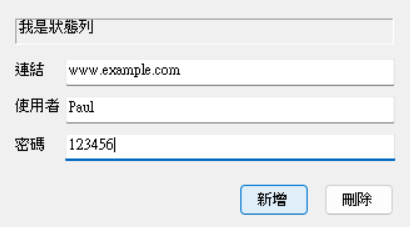 我是狀態列
連結 www.example.com
使用者 Paul
密碼 123456
新增 刪除